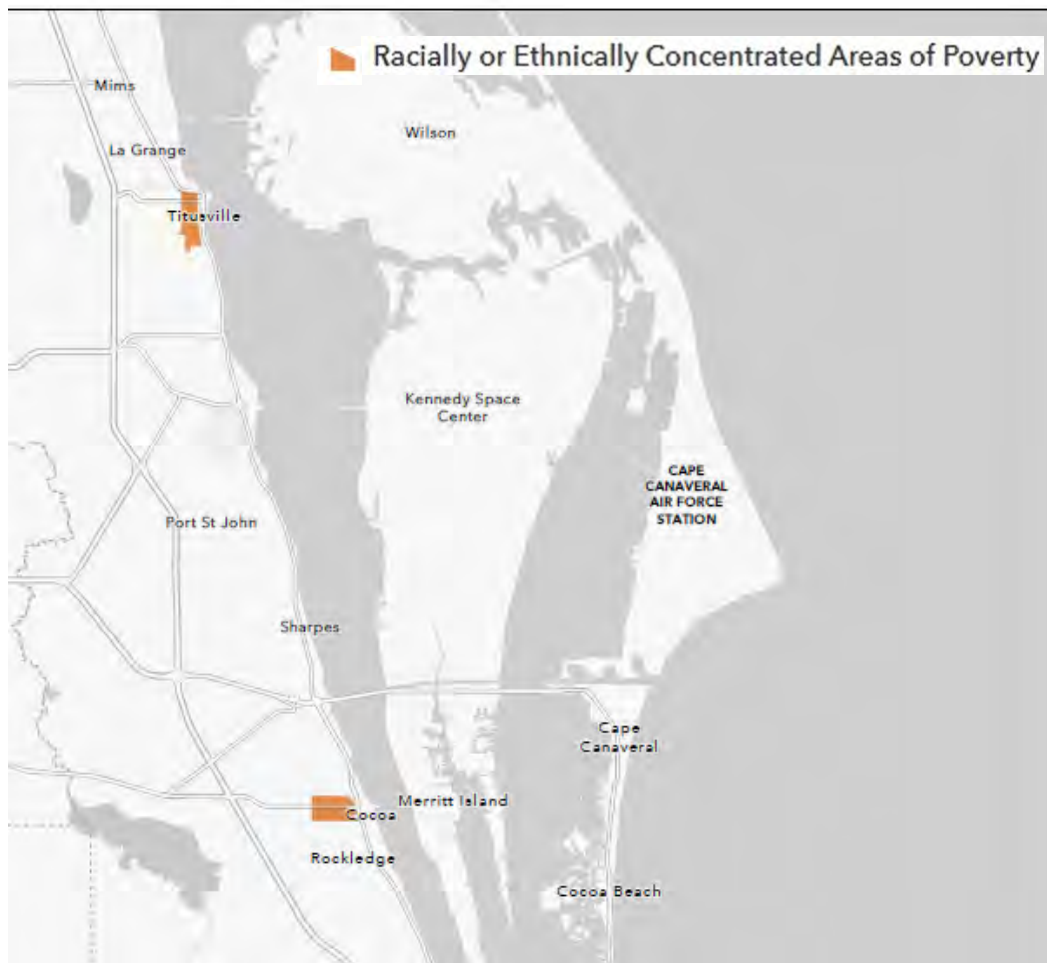 Racially or Ethnically Concentrated Areas of Poverty
Mims
Wilson
La Grange
Titusville
Kennedy Space
Center
CAPE
CANAVERAL
AIR FORCE
STATION
Port St John
Sharpes
Cape
Canaveral
Merritt Island
Cocoa
Rockledge
Cocoa Beach